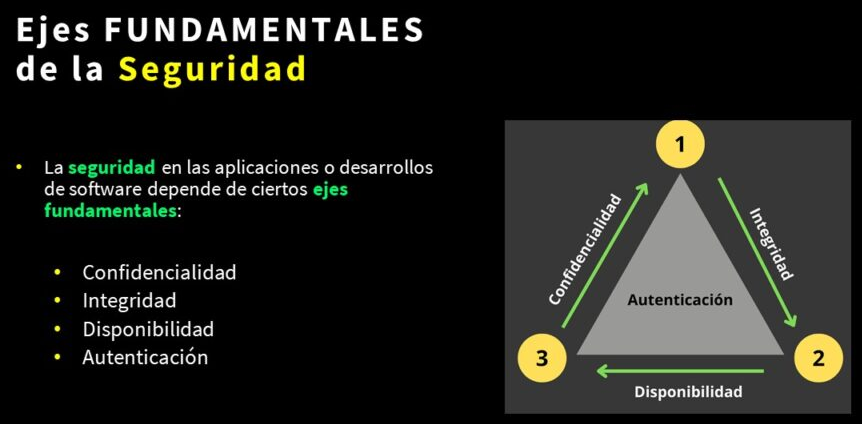 Ejes FUNDAMENTALES
de la Seguridad
• La seguridad en las aplicaciones o desarrollos
de software depende de ciertos ejes
fundamentales:
• Confidencialidad
• Integridad
• Disponibilidad
• Autenticación
1
Confidencialidad
Integridad
Autenticación
3
2
Disponibilidad